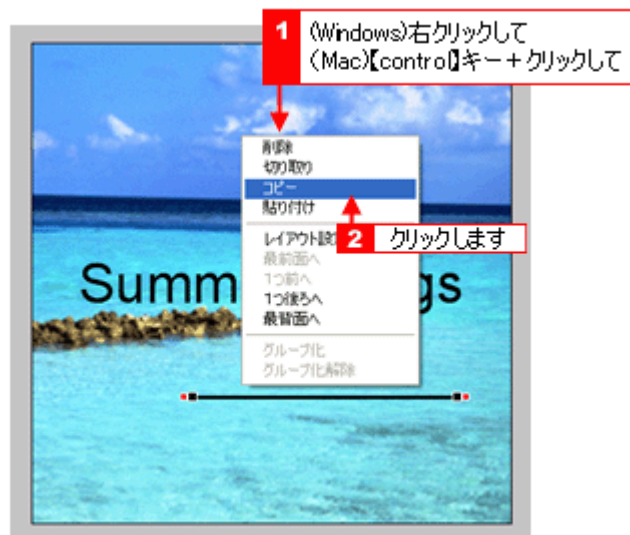 1 (Windows)右クリックして
(Mac)【control】キー+クリックして
削除
切り取り
コピー
貼り付け
レイアウト設
2 クリックします
最前面へ
1つ前へ
Summ gs
1つ後ろへ
最背面へ
グループ化
グループ化解除